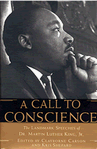 A CALL TO
CONSCIENCE
THE LANDMARK SPEECHES OF
DR. MARTIN LUTHER KING, JR.
EDITED BY CLAYBORNE CARSON
AND KRIS SHEPARD